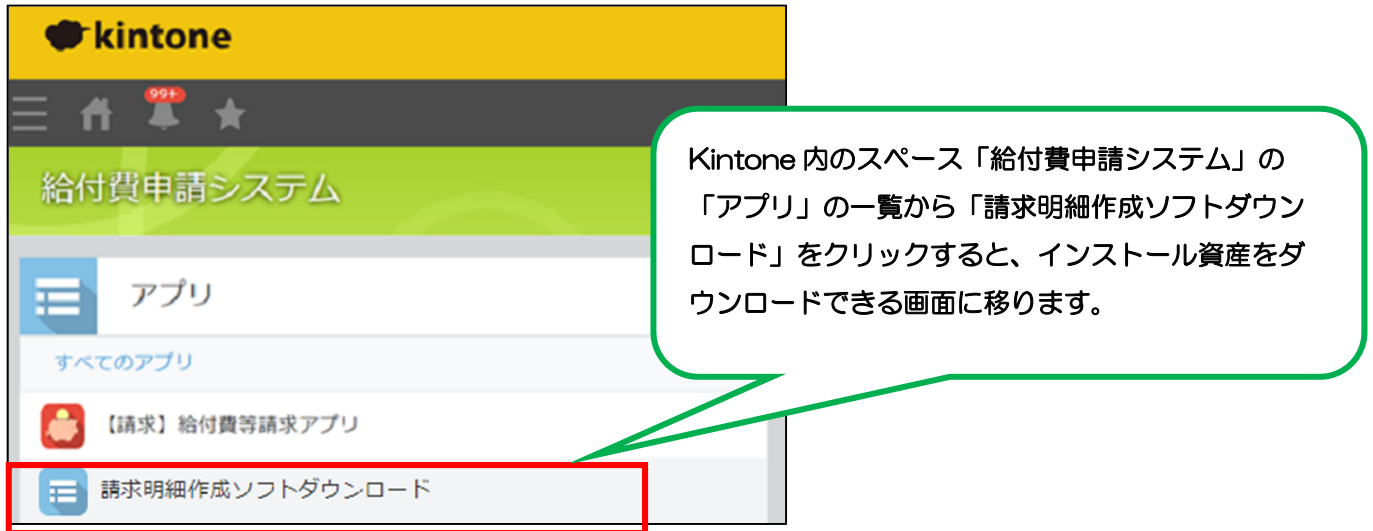 kintone
99+
給付費申請システム
アプリ
すべてのアプリ
【請求】給付費等請求アプリ
請求明細作成ソフトダウンロード
Kintone 内のスペース「給付費申請システム」の
「アプリ」の一覧から「請求明細作成ソフトダウン
ロード」をクリックすると、インストール資産をダ
ウンロードできる画面に移ります。